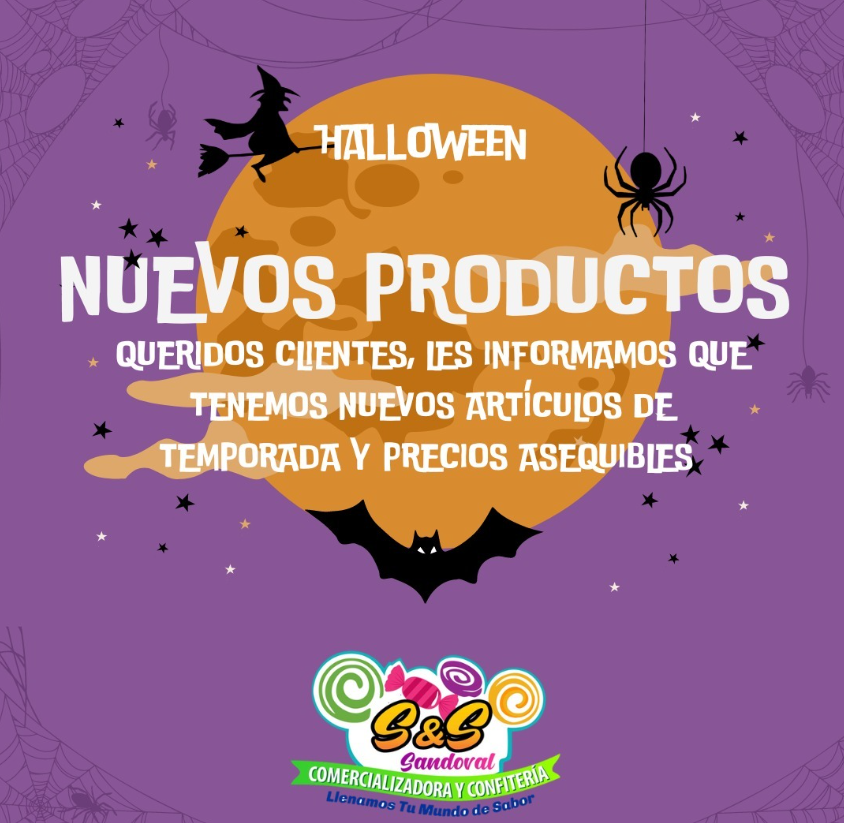 HALLOWEEN
NUEVOS PRODUCTOS
QUERIDOS CLIENTES, LES INFORMAMOS QUE
TENEMOS NUEVOS ARTÍCULOS DE
TEMPORADA Y PRECIOS ASEQUIBLES
S&S
Sandoval
COMERCIALIZADORA Y CONFITERÍA
Llenamos Tu Mundo de Sabor